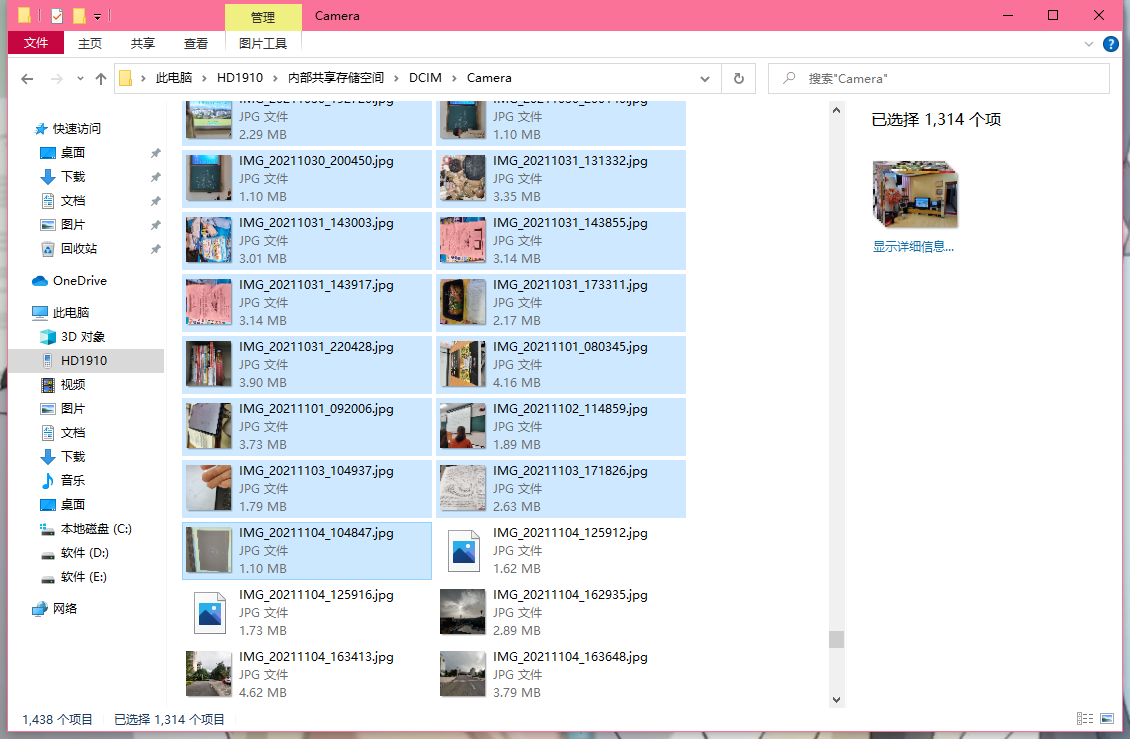 管理
Camera
文件
主页
共享
查看
图片工具
此电脑 › HD1910 › 内部共享存储空间 › DCIM › Camera
搜索"Camera"
快速访问
桌面
下载
文档
图片
回收站
OneDrive
此电脑
3D 对象
HD1910
视频
图片
文档
下载
音乐
桌面
本地磁盘 (C:)
软件 (D:)
软件 (E:)
网络
JPG 文件
2.29 MB
JPG 文件
1.10 MB
IMG_20211030_200450.jpg
JPG 文件
1.10 MB
IMG_20211031_131332.jpg
JPG 文件
3.35 MB
IMG_20211031_143003.jpg
JPG 文件
3.01 MB
IMG_20211031_143855.jpg
JPG 文件
3.14 MB
IMG_20211031_143917.jpg
JPG 文件
3.14 MB
IMG_20211031_173311.jpg
JPG 文件
2.17 MB
IMG_20211031_220428.jpg
JPG 文件
3.90 MB
IMG_20211101_080345.jpg
JPG 文件
4.16 MB
IMG_20211101_092006.jpg
JPG 文件
3.73 MB
IMG_20211102_114859.jpg
JPG 文件
1.89 MB
IMG_20211103_104937.jpg
JPG 文件
1.79 MB
IMG_20211103_171826.jpg
JPG 文件
2.63 MB
IMG_20211104_104847.jpg
JPG 文件
1.10 MB
IMG_20211104_125912.jpg
JPG 文件
1.62 MB
IMG_20211104_125916.jpg
JPG 文件
1.73 MB
IMG_20211104_162935.jpg
JPG 文件
2.89 MB
IMG_20211104_163413.jpg
JPG 文件
4.62 MB
IMG_20211104_163648.jpg
JPG 文件
3.79 MB
已选择 1,314 个项
显示详细信息...
1,438 个项目
已选择 1,314 个项目